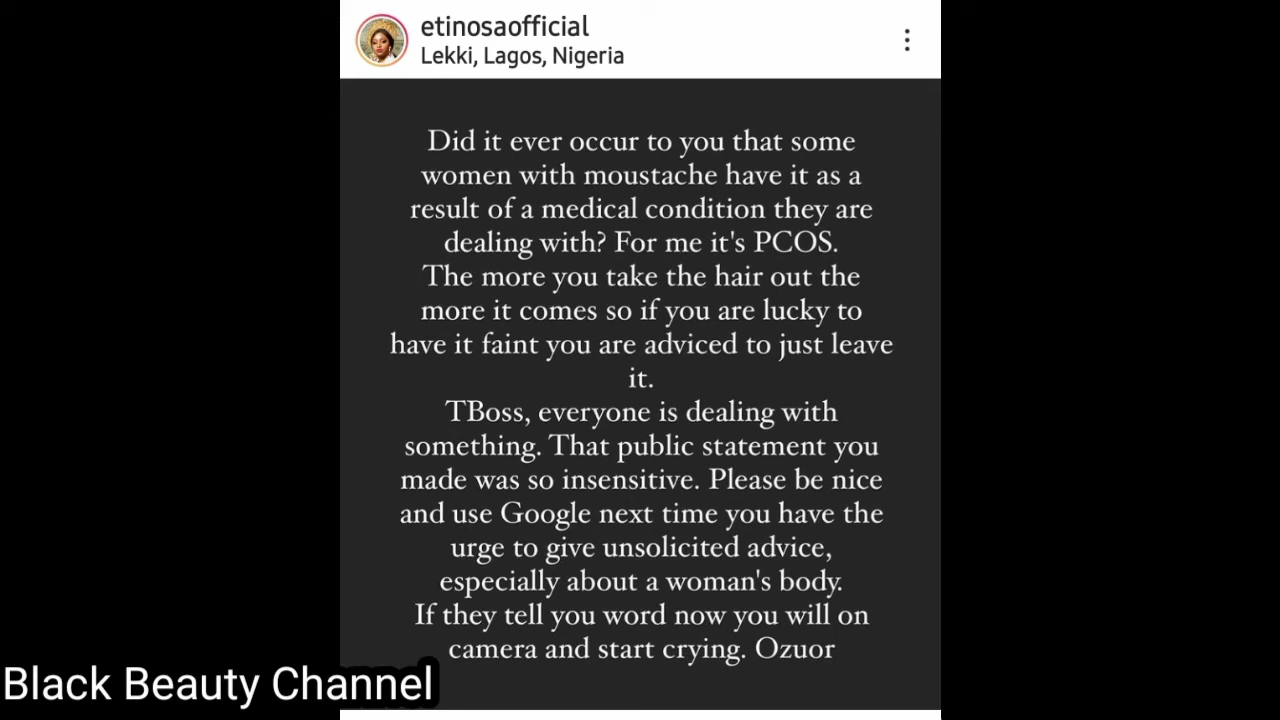 etinosaofficial
Lekki, Lagos, Nigeria
Did it ever occur to you that some
women with moustache have it as a
result of a medical condition they are
dealing with? For me it's PCOS.
The more you take the hair out the
more it comes so if you are lucky to
have it faint you are adviced to just leave
it.
TBoss, everyone is dealing with
something. That public statement you
made was so insensitive. Please be nice
and use Google next time you have the
urge to give unsolicited advice,
especially about a woman's body.
If they tell you word now you will on
camera and start crying. Ozuor
Black Beauty Channel